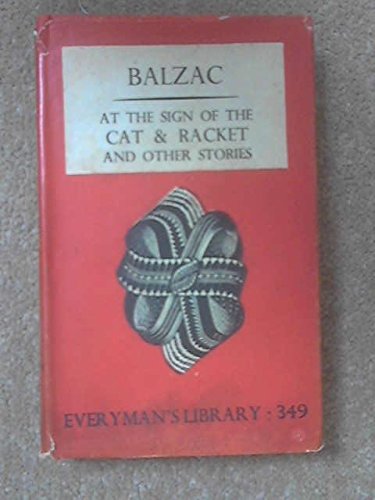 BALZAC
AT THE SIGN OF THE
CAT & RACKET
AND OTHER STORIES
EVERYMAN'S LIBRARY : 349